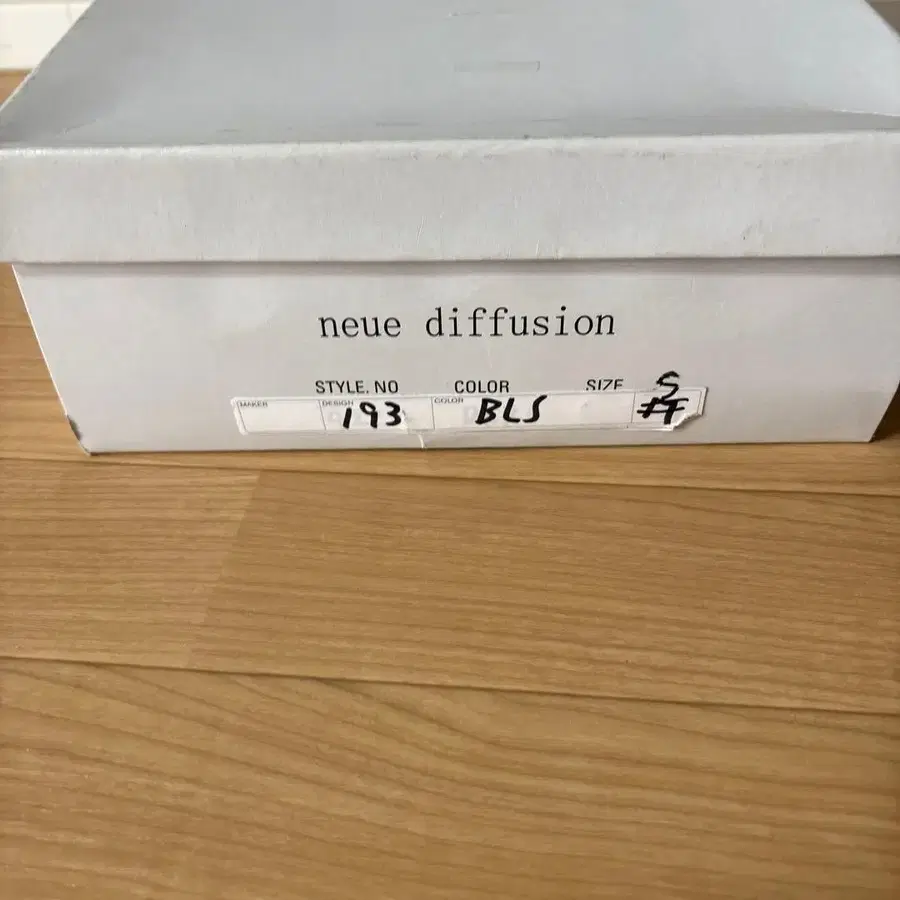 neue diffusion
STYLE. NO COLOR SIZE S
MAKER DESIGN 193 COLOR BLS